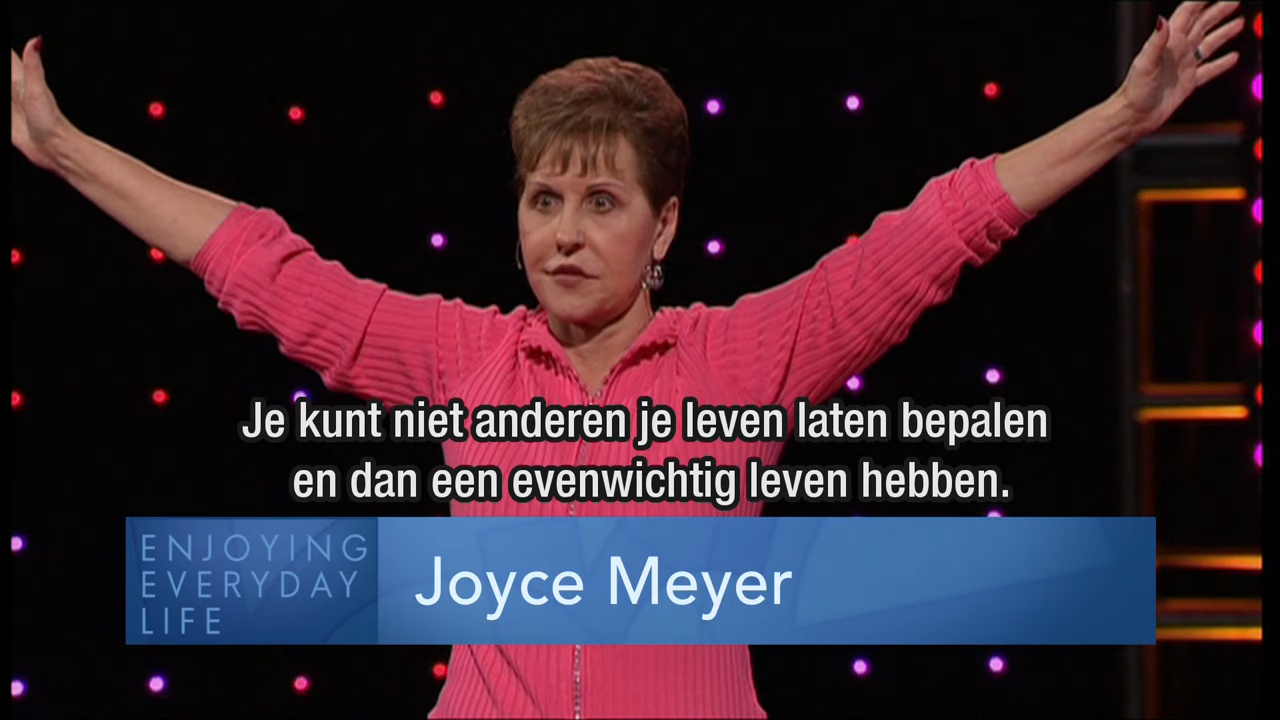 Je kunt niet anderen je leven laten bepalen
en dan een evenwichtig leven hebben.
ENJOYING
EVERYDAY
LIFE
Joyce Meyer